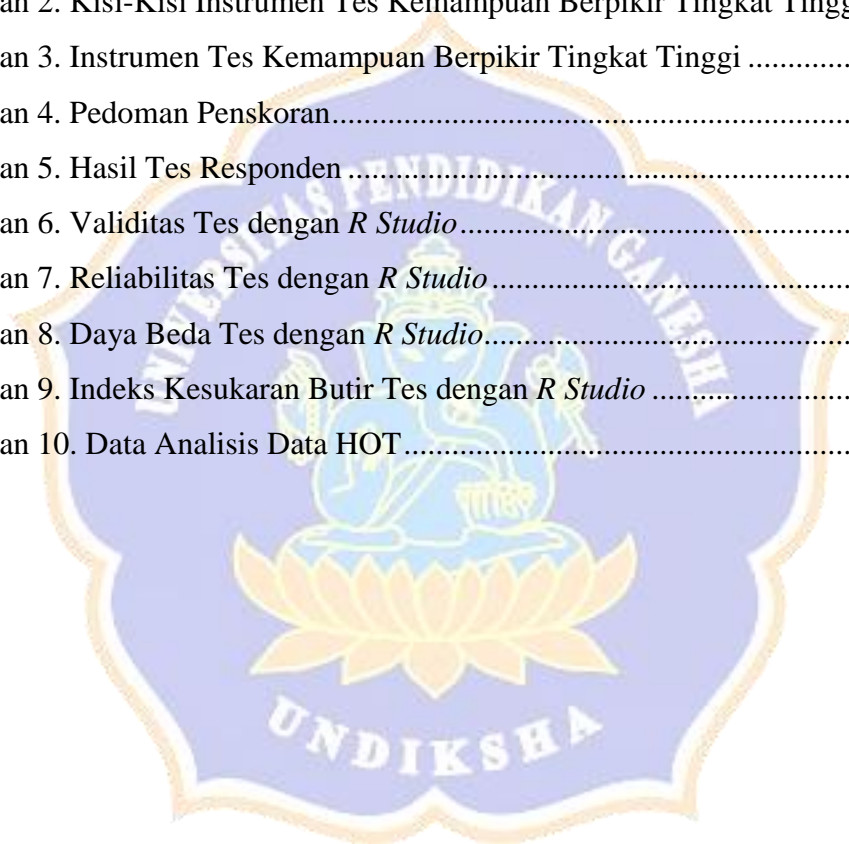 an 2. Kisi-Kisi Instrumen Tes Kemampuan Berpikir Tingkat Tingg
an 3. Instrumen Tes Kemampuan Berpikir Tingkat Tinggi ............
an 4. Pedoman Penskoran................................................................
an 5. Hasil Tes Responden ..............................................................
an 6. Validitas Tes dengan R Studio................................................
an 7. Reliabilitas Tes dengan R Studio ............................................
an 8. Daya Beda Tes dengan R Studio.............................................
an 9. Indeks Kesukaran Butir Tes dengan R Studio ........................
an 10. Data Analisis Data HOT.......................................................
UNIVERSITAS PENDIDIKAN GANESHA
UNDIKSHA